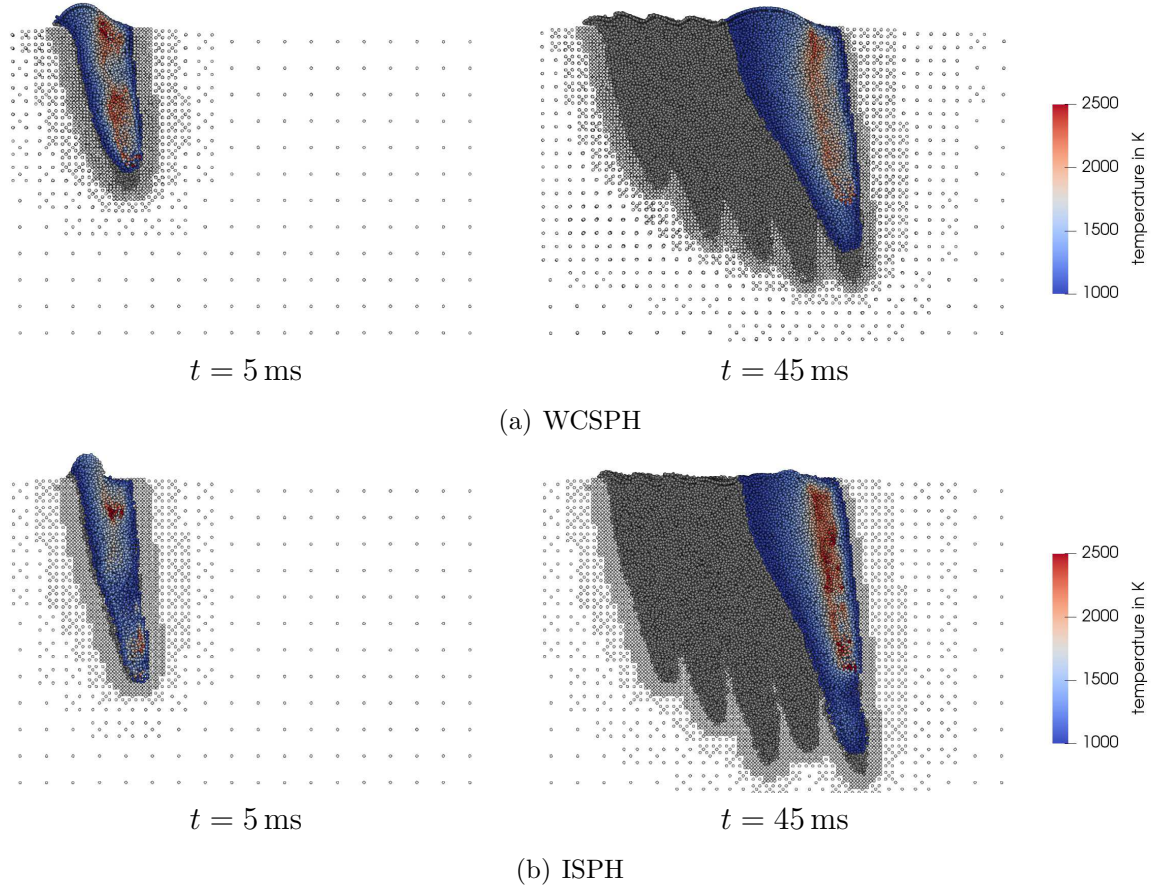 2500
2000
1500
1000
temperature in K
t = 5 ms
t = 45 ms
(a) WCSPH
2500
2000
1500
1000
temperature in K
t = 5 ms
t = 45 ms
(b) ISPH